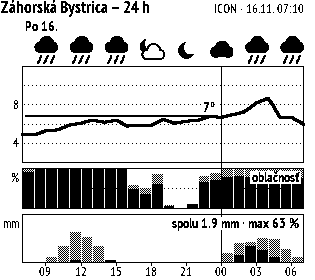 Záhorská Bystrica – 24 h
ICON · 16.11. 07:10
Po 16.
8
7°
4
%
oblačnosť
mm
spolu 1.9 mm · max 63 %
09 12 15 18 21 00 03 06